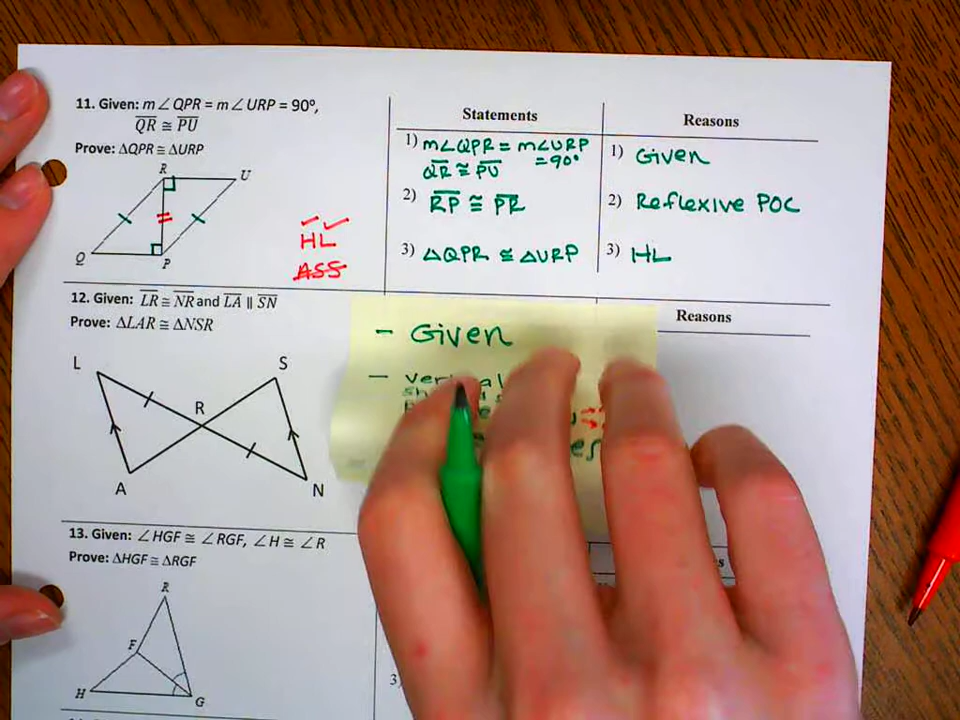 11. Given: m∠QPR = m∠URP = 90°,
QR ≅ PU
Prove: ΔQPR ≅ ΔURP
R
U
Q
P
HL
ASS
Statements
Reasons
1) m∠QPR = m∠URP = 90°
QR ≅ PU
1) Given
2) RP ≅ PR
2) Reflexive POC
3) ΔQPR ≅ ΔURP
3) HL
12. Given: LR ≅ NR and LA ∥ SN
Prove: ΔLAR ≅ ΔNSR
L
S
R
A
N
Reasons
- Given
13. Given: ∠HGF ≅ ∠RGF, ∠H ≅ ∠R
Prove: ΔHGF ≅ ΔRGF
R
F
H
G
3)